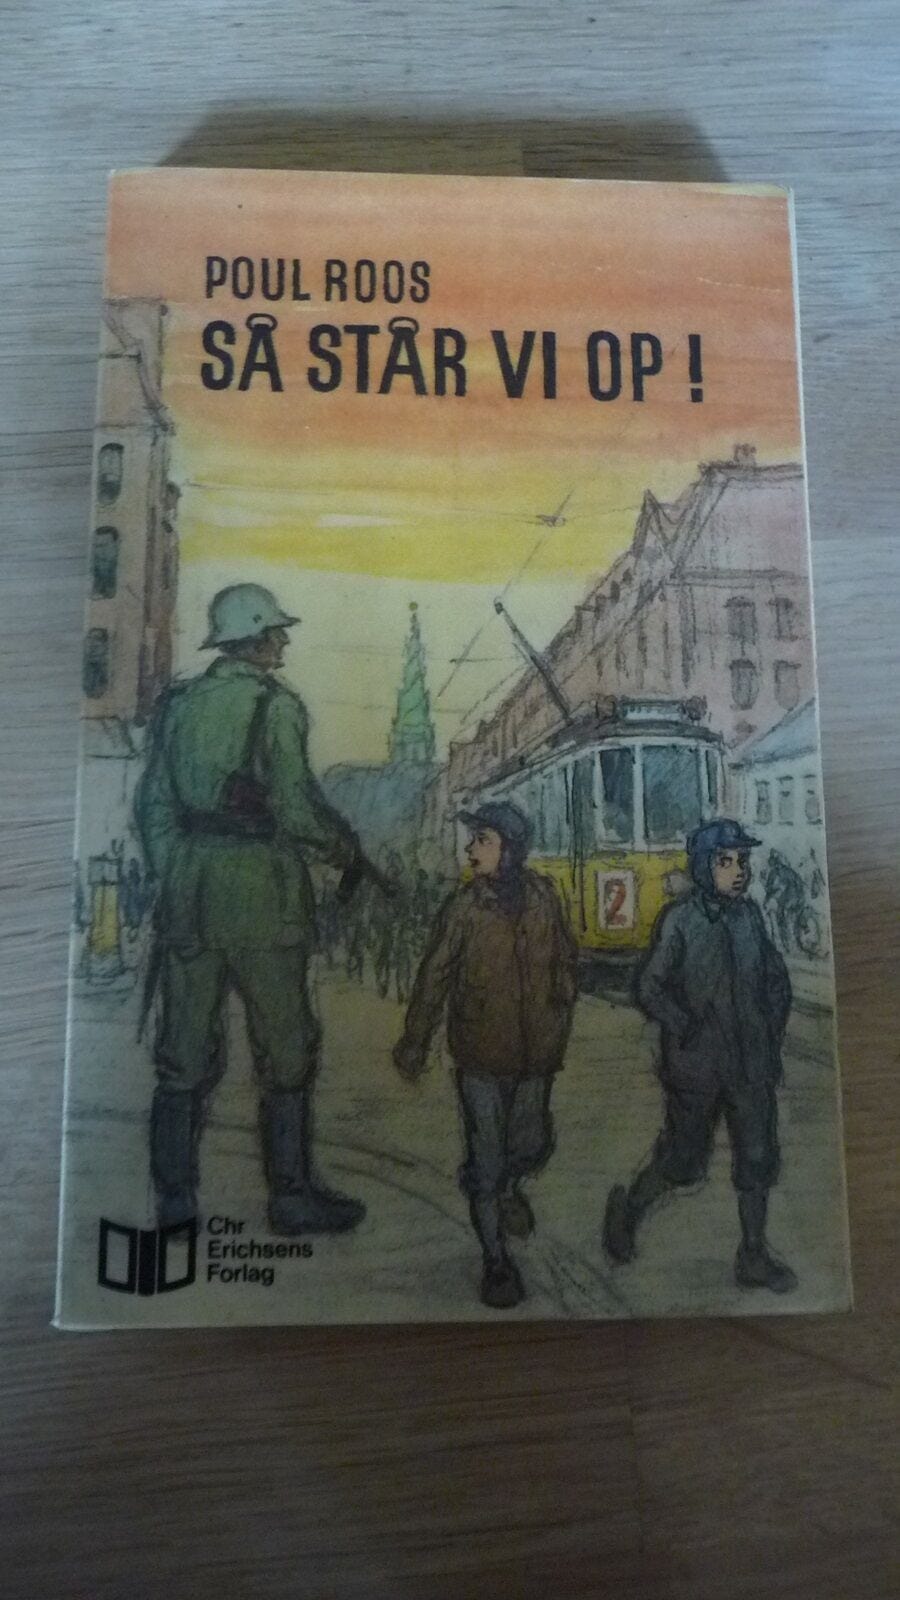 POUL ROOS
SÅ STÅR VI OP!
2
Chr
Erichsens
Forlag